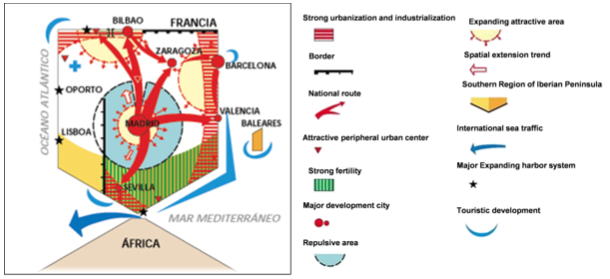 BILBAO
FRANCIA
ZARAGOZA
BARCELONA
OCÉANO ATLÁNTICO
OPORTO
MADRID
VALENCIA
BALEARES
LISBOA
SEVILLA
MAR MEDITERRÁNEO
ÁFRICA
Strong urbanization and industrialization
Border
National route
Attractive peripheral urban center
Strong fertility
Major development city
Repulsive area
Expanding attractive area
Spatial extension trend
Southern Region of Iberian Peninsula
International sea traffic
Major Expanding harbor system
Touristic development